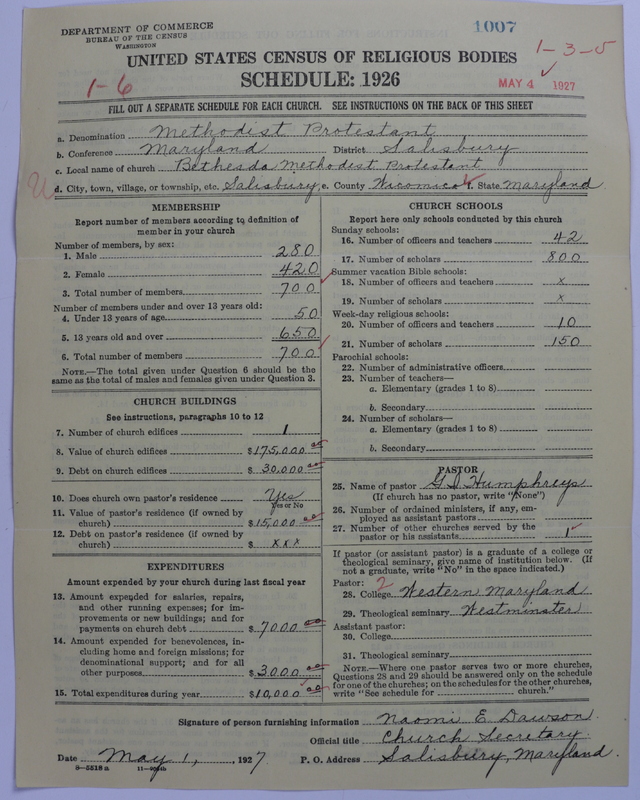 DEPARTMENT OF COMMERCE
BUREAU OF THE CENSUS
WASHINGTON
1007
UNITED STATES CENSUS OF RELIGIOUS BODIES
1-3-5
SCHEDULE: 1926
1-6
MAY 4 1927
FILL OUT A SEPARATE SCHEDULE FOR EACH CHURCH. SEE INSTRUCTIONS ON THE BACK OF THIS SHEET
a. Denomination Methodist Protestant
b. Conference Maryland District Salisbury
c. Local name of church Bethesda Methodist Protestant
d. City, town, village, or township, etc. Salisbury e. County Wicomico f. State Maryland
MEMBERSHIP
Report number of members according to definition of
member in your church
Number of members, by sex:
1. Male 280
2. Female 420
3. Total number of members 700
Number of members under and over 13 years old:
4. Under 13 years of age 50
5. 13 years old and over 650
6. Total number of members 700
NOTE.—The total given under Question 6 should be the
same as the total of males and females given under Question 3.
CHURCH BUILDINGS
See instructions, paragraphs 10 to 12
7. Number of church edifices 1
8. Value of church edifices $175,000 00
9. Debt on church edifices $30,000 00
10. Does church own pastor's residence Yes
Yes or No
11. Value of pastor's residence (if owned by
church) $15,000 00
12. Debt on pastor's residence (if owned by
church) $ xxx
EXPENDITURES
Amount expended by your church during last fiscal year
13. Amount expended for salaries, repairs,
and other running expenses; for im-
provements or new buildings; and for
payments on church debt $7000 00
14. Amount expended for benevolences, in-
cluding home and foreign missions; for
denominational support; and for all
other purposes $3000 00
15. Total expenditures during year $10,000 00
CHURCH SCHOOLS
Report here only schools conducted by this church
Sunday schools:
16. Number of officers and teachers 42
17. Number of scholars 800
Summer vacation Bible schools:
18. Number of officers and teachers x
19. Number of scholars x
Week-day religious schools:
20. Number of officers and teachers 10
21. Number of scholars 150
Parochial schools:
22. Number of administrative officers
23. Number of teachers—
a. Elementary (grades 1 to 8)
b. Secondary
24. Number of scholars—
a. Elementary (grades 1 to 8)
b. Secondary
PASTOR
25. Name of pastor G I Humphreys
(If church has no pastor, write "None")
26. Number of ordained ministers, if any, em-
ployed as assistant pastors
27. Number of other churches served by the
pastor or his assistants 1
If pastor (or assistant pastor) is a graduate of a college or
theological seminary, give name of institution below. (If
not a graduate, write "No" in the space indicated.)
Pastor: 2
28. College Western Maryland
29. Theological seminary Westminster
Assistant pastor:
30. College
31. Theological seminary
NOTE.—Where one pastor serves two or more churches,
Questions 28 and 29 should be answered only on the schedule
for one of the churches; on the schedules for the other churches,
write "See schedule for church."
Signature of person furnishing information Naomi E. Dawson.
Official title Church Secretary.
Date May 1, 1927 P. O. Address Salisbury, Maryland.